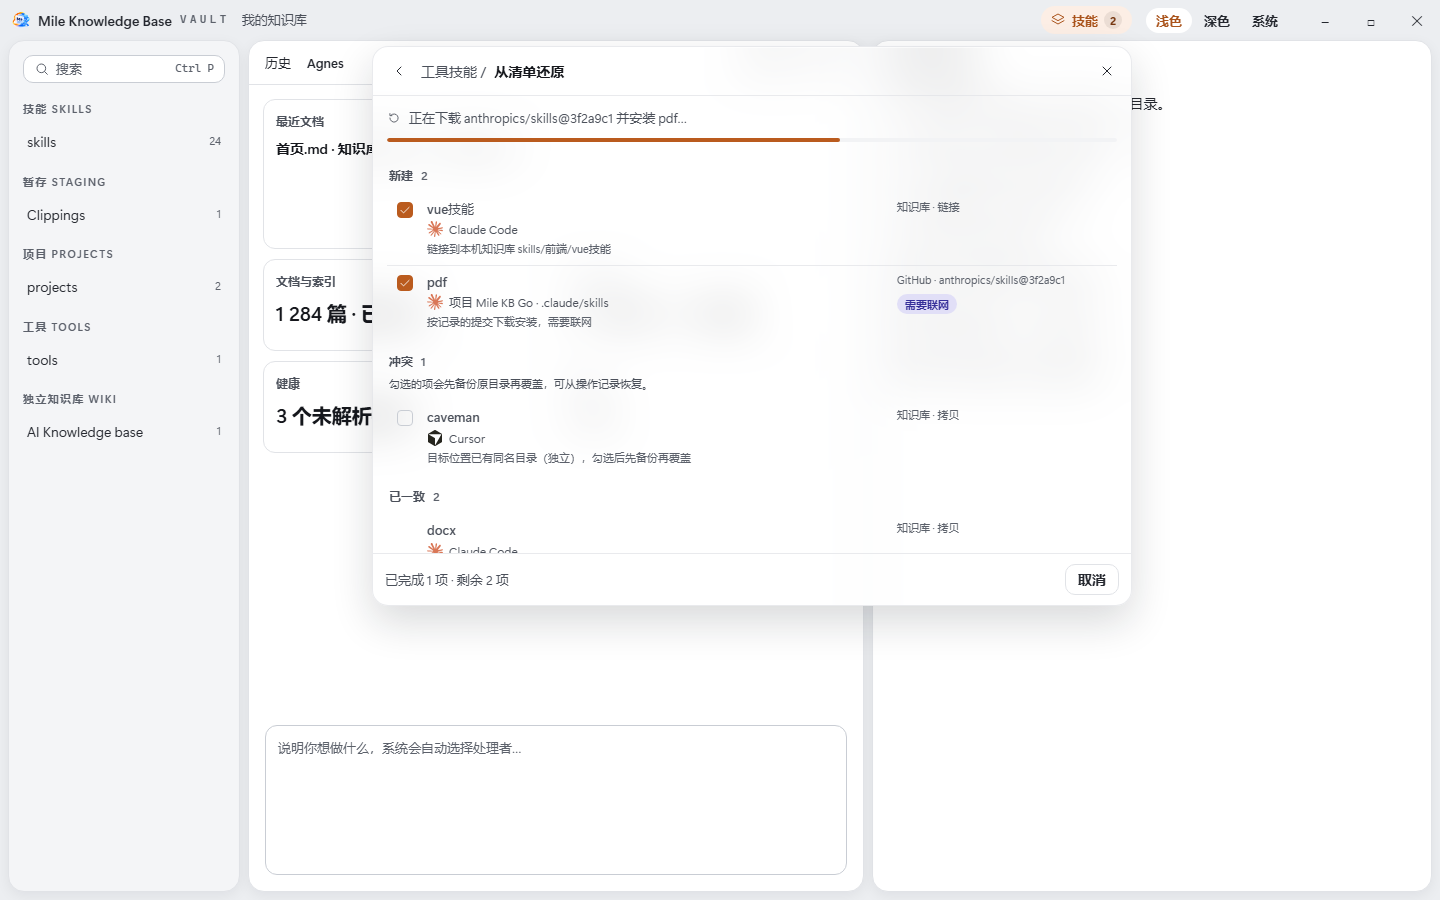 Mile Knowledge Base VAULT 我的知识库
技能 2 浅色 深色 系统
搜索 Ctrl P
技能 SKILLS
skills 24
暂存 STAGING
Clippings 1
项目 PROJECTS
projects 2
工具 TOOLS
tools 1
独立知识库 WIKI
AI Knowledge base 1
历史 Agnes
最近文档
首页.md · 知识库
文档与索引
1 284 篇 · 已
健康
3 个未解析
说明你想做什么，系统会自动选择处理者...
目录。
工具技能 / 从清单还原
正在下载 anthropics/skills@3f2a9c1 并安装 pdf...
新建 2
vue技能
知识库 · 链接
Claude Code
链接到本机知识库 skills/前端/vue技能
pdf
GitHub · anthropics/skills@3f2a9c1
项目 Mile KB Go · .claude/skills
需要联网
按记录的提交下载安装，需要联网
冲突 1
勾选的项会先备份原目录再覆盖，可从操作记录恢复。
caveman
知识库 · 拷贝
Cursor
目标位置已有同名目录（独立），勾选后先备份再覆盖
已一致 2
docx
知识库 · 拷贝
Claude Code
已完成 1 项 · 剩余 2 项
取消